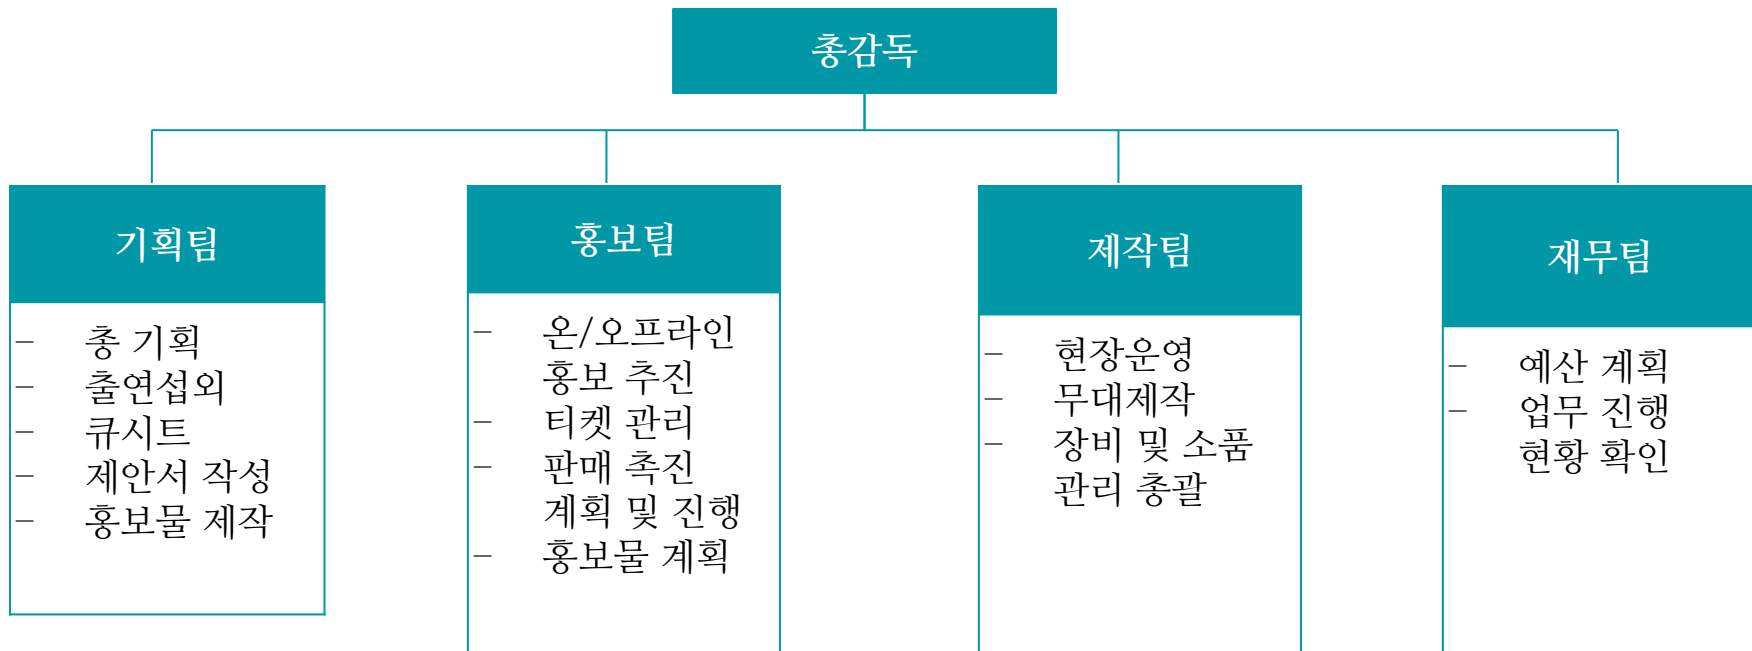 총감독
기획팀
– 총 기획
– 출연섭외
– 큐시트
– 제안서 작성
– 홍보물 제작
홍보팀
– 온/오프라인
홍보 추진
– 티켓 관리
– 판매 촉진
계획 및 진행
– 홍보물 계획
제작팀
– 현장운영
– 무대제작
– 장비 및 소품
관리 총괄
재무팀
– 예산 계획
– 업무 진행
현황 확인